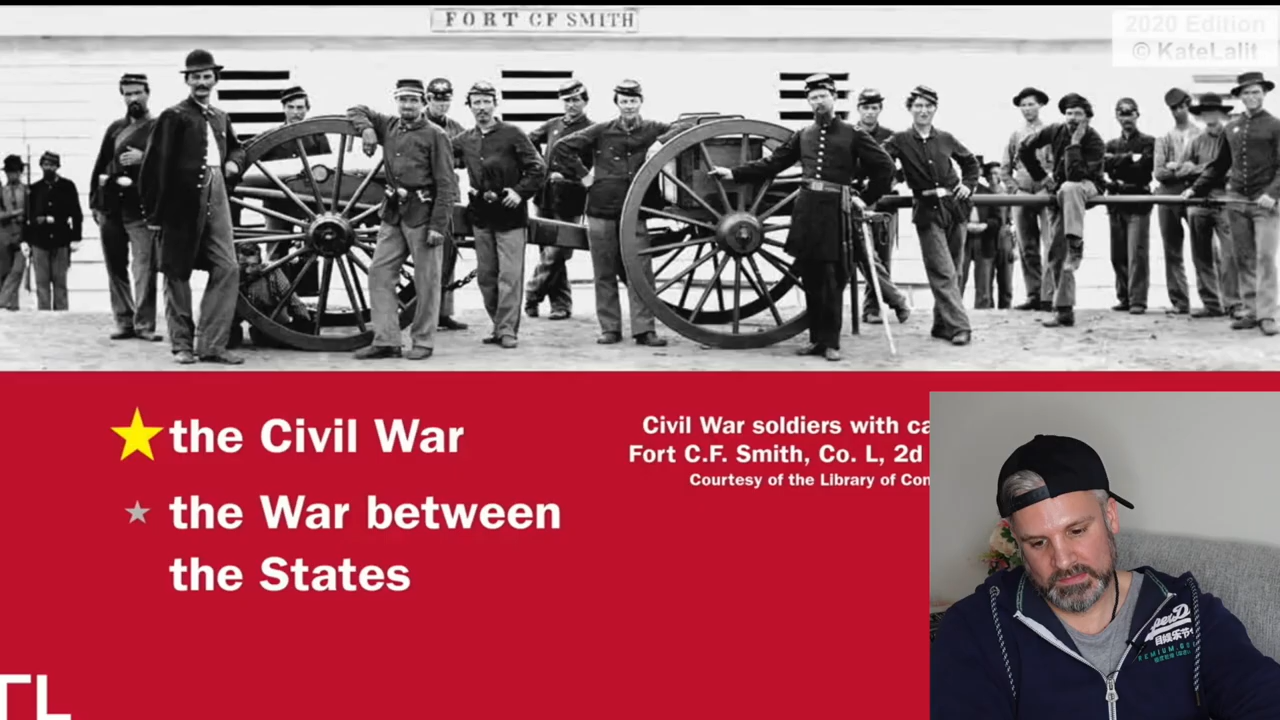 FORT CF SMITH
2020 Edition
© KateLalit
★ the Civil War
★ the War between
the States
Civil War soldiers with ca
Fort C.F. Smith, Co. L, 2d
Courtesy of the Library of Con